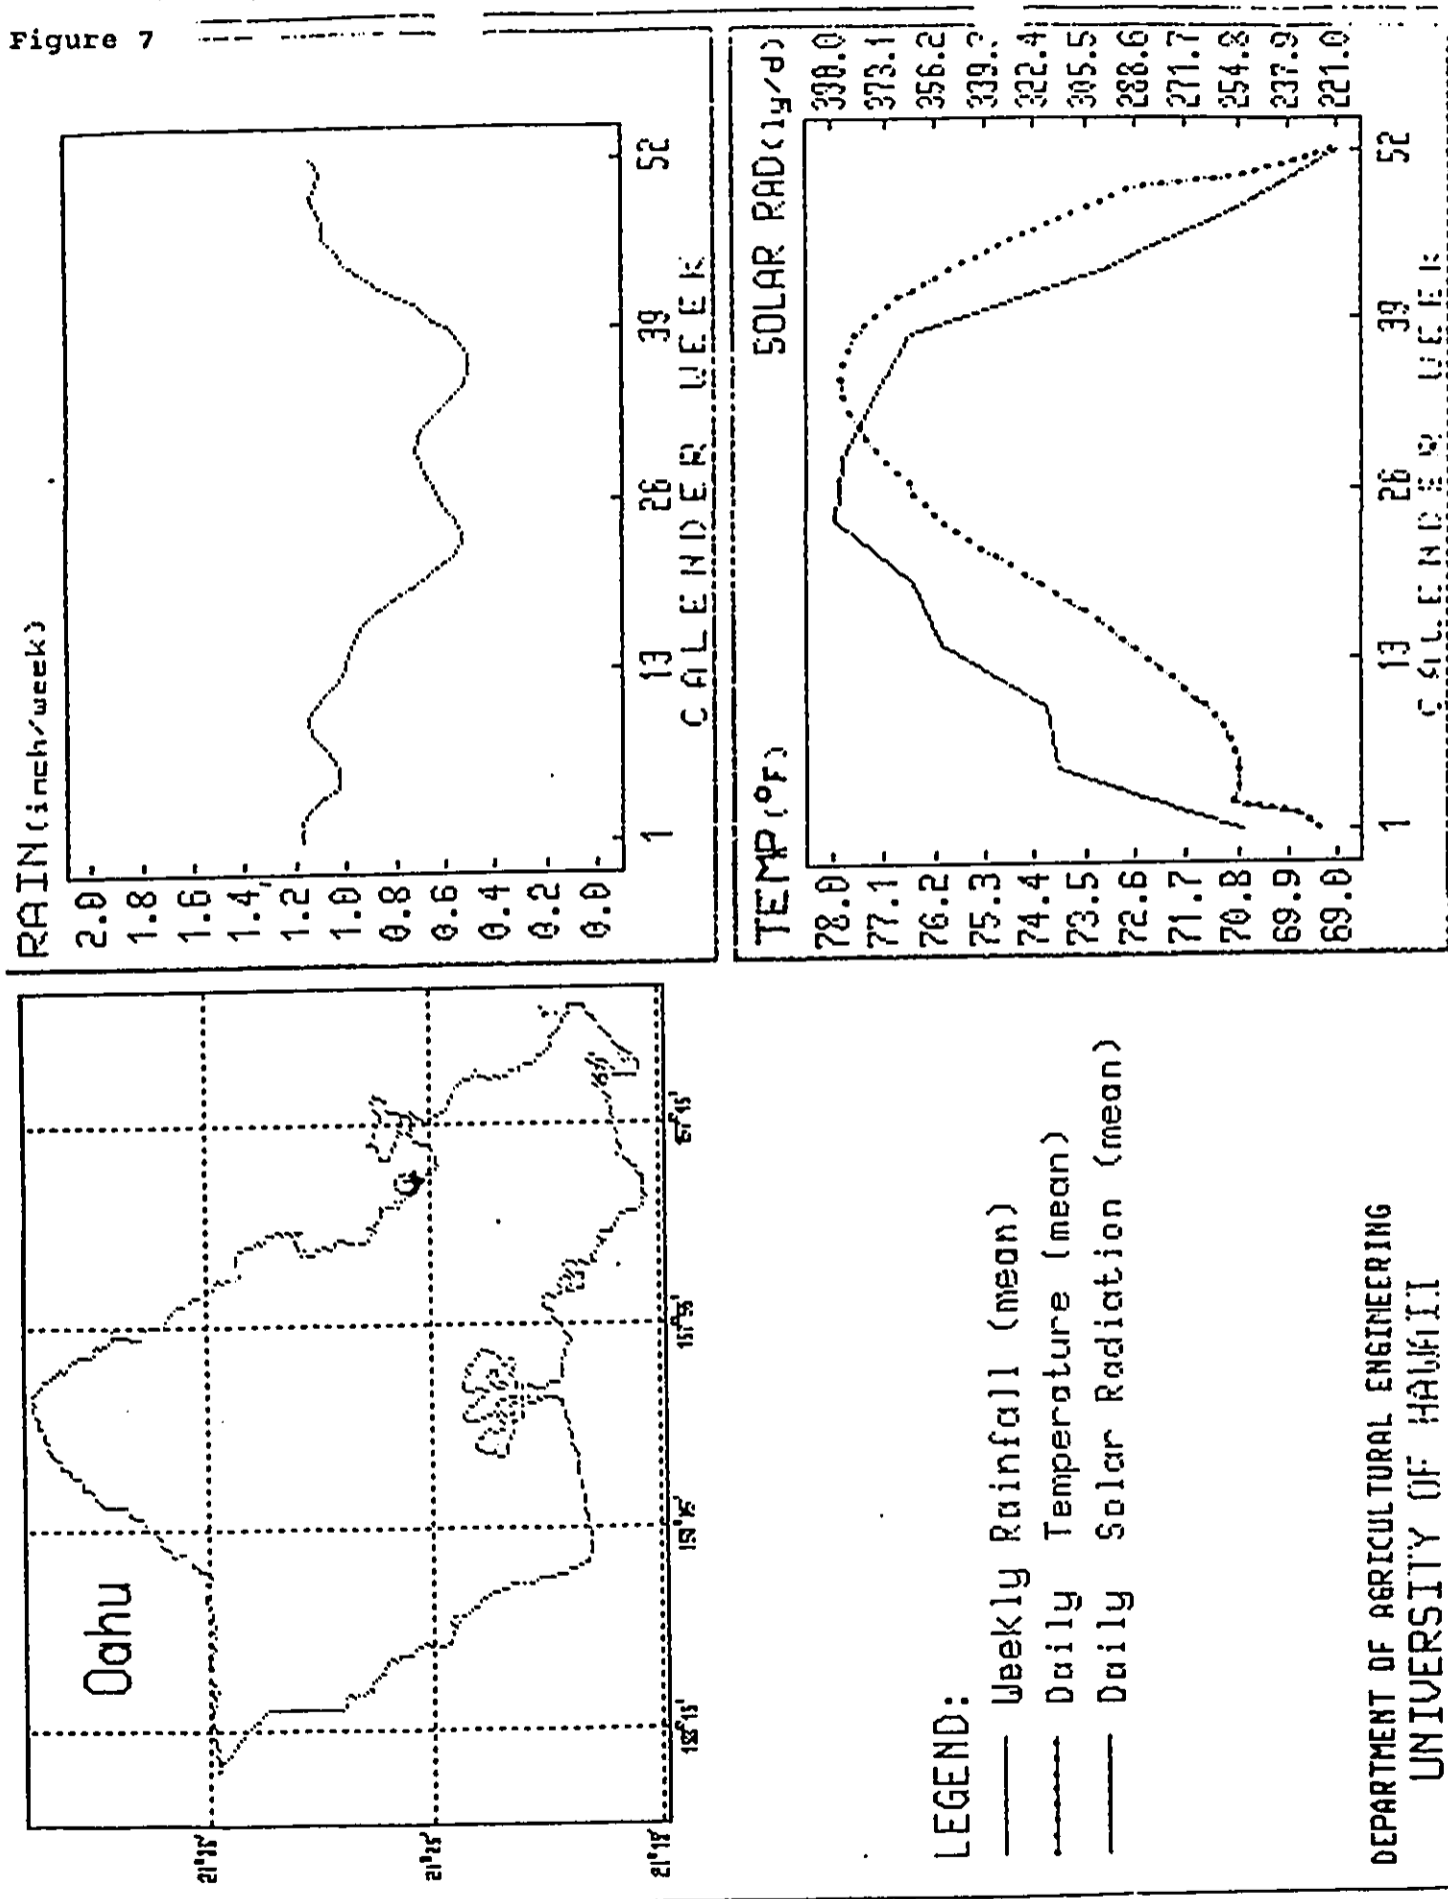 Figure 7
RAIN(inch/week)
2.0
1.8
1.6
1.4
1.2
1.0
0.8
0.6
0.4
0.2
0.0
1 13 26 39 52
CALENDER WEEK
TEMP(°F)
SOLAR RAD(ly/d)
78.0
77.1
76.2
75.3
74.4
73.5
72.6
71.7
70.8
69.9
69.0
390.0
373.1
356.2
322.4
305.5
288.6
271.7
254.8
237.9
221.0
1 13 26 39 52
CALENDER WEEK
Oahu
LEGEND:
Weekly Rainfall (mean)
Daily Temperature (mean)
Daily Solar Radiation (mean)
DEPARTMENT OF AGRICULTURAL ENGINEERING
UNIVERSITY OF HAWAII